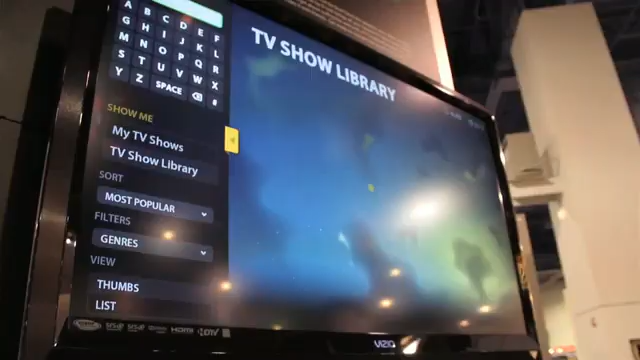 A B C D E F
G H I J K L
M N O P Q R
S T U V W X
Y Z SPACE #
SHOW ME
My TV Shows
TV Show Library
SORT
MOST POPULAR
FILTERS
GENRES
VIEW
THUMBS
LIST
TV SHOW LIBRARY
HDMI HDTV
VIZIO